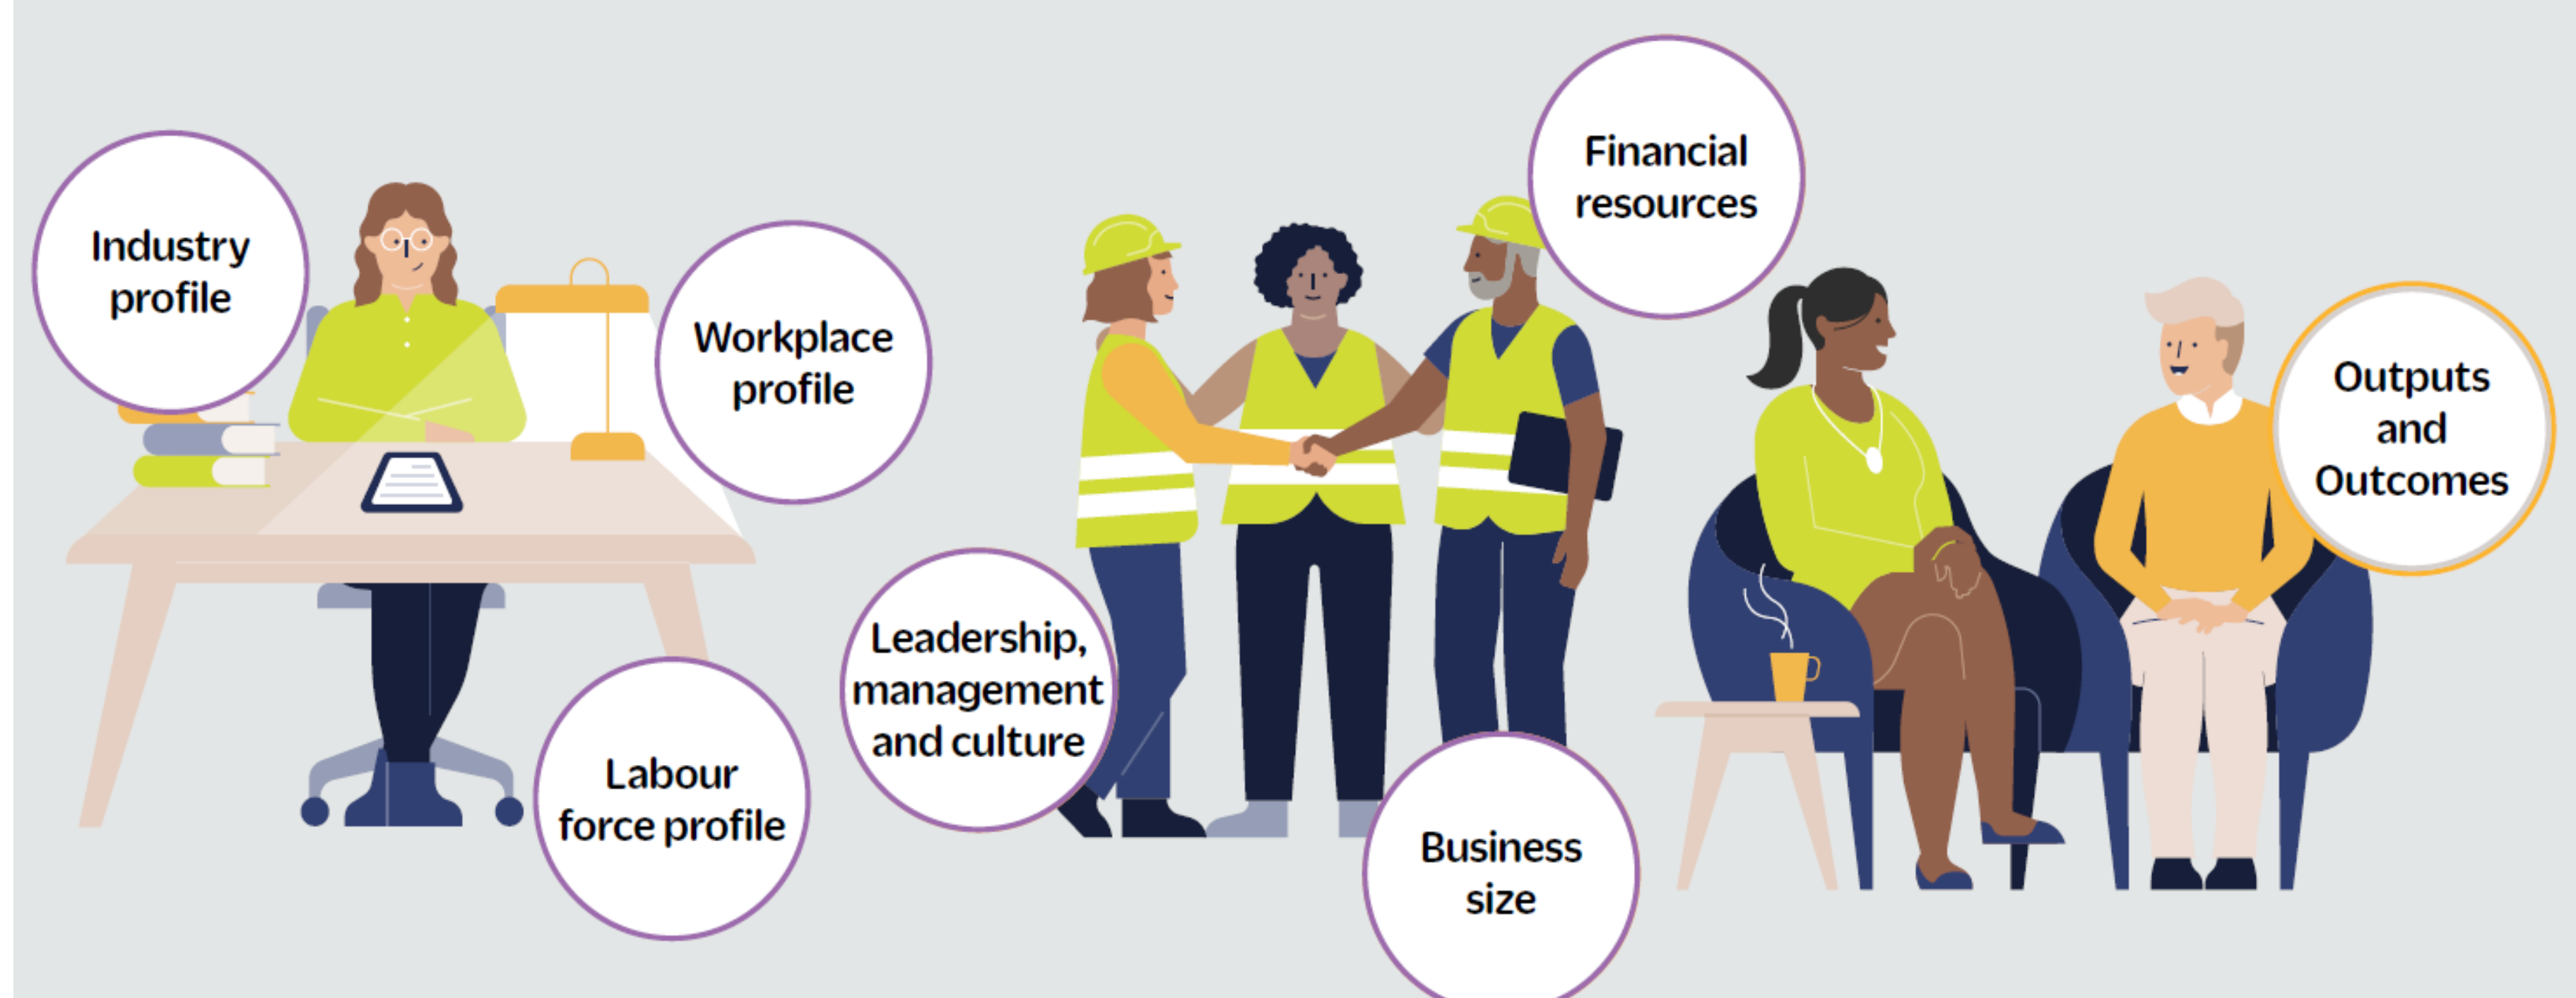 Industry
profile
Workplace
profile
Labour
force profile
Leadership,
management
and culture
Financial
resources
Business
size
Outputs
and
Outcomes